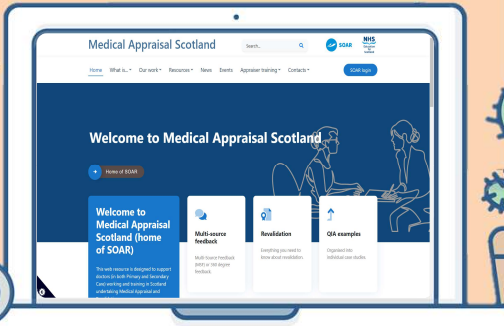 Medical Appraisal Scotland
Search...
SOAR
NHS
Home What is... Our work Resources News Events Appraiser training Contacts
SOAR login
Welcome to Medical Appraisal Scotland
Home of SOAR
Welcome to
Medical Appraisal
Scotland (home
of SOAR)
This web resource is designed to support
doctors (in both Primary and Secondary
Care) working and training in Scotland
undertaking Medical Appraisal and
Multi-source
feedback
Multi-Source Feedback
(MSF) or 360 degree
feedback.
Revalidation
Everything you need to
know about revalidation.
QIA examples
Organised into
individual case studies.